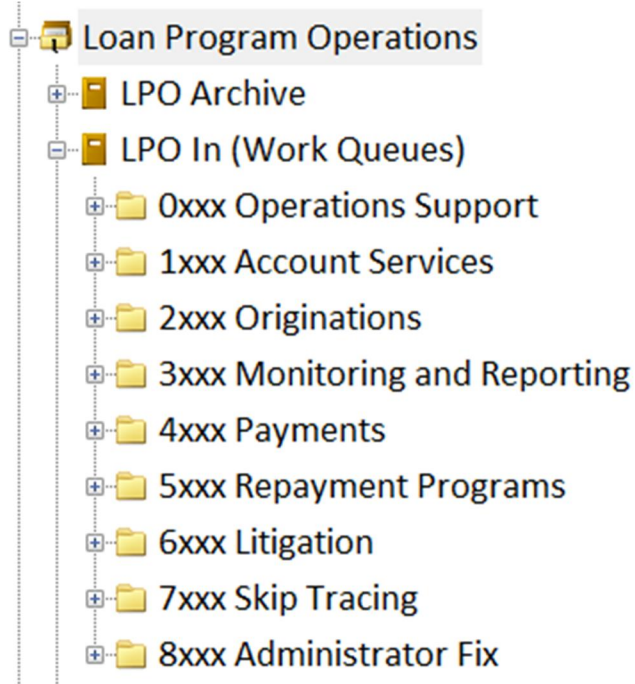 Loan Program Operations
LPO Archive
LPO In (Work Queues)
0xxx Operations Support
1xxx Account Services
2xxx Originations
3xxx Monitoring and Reporting
4xxx Payments
5xxx Repayment Programs
6xxx Litigation
7xxx Skip Tracing
8xxx Administrator Fix